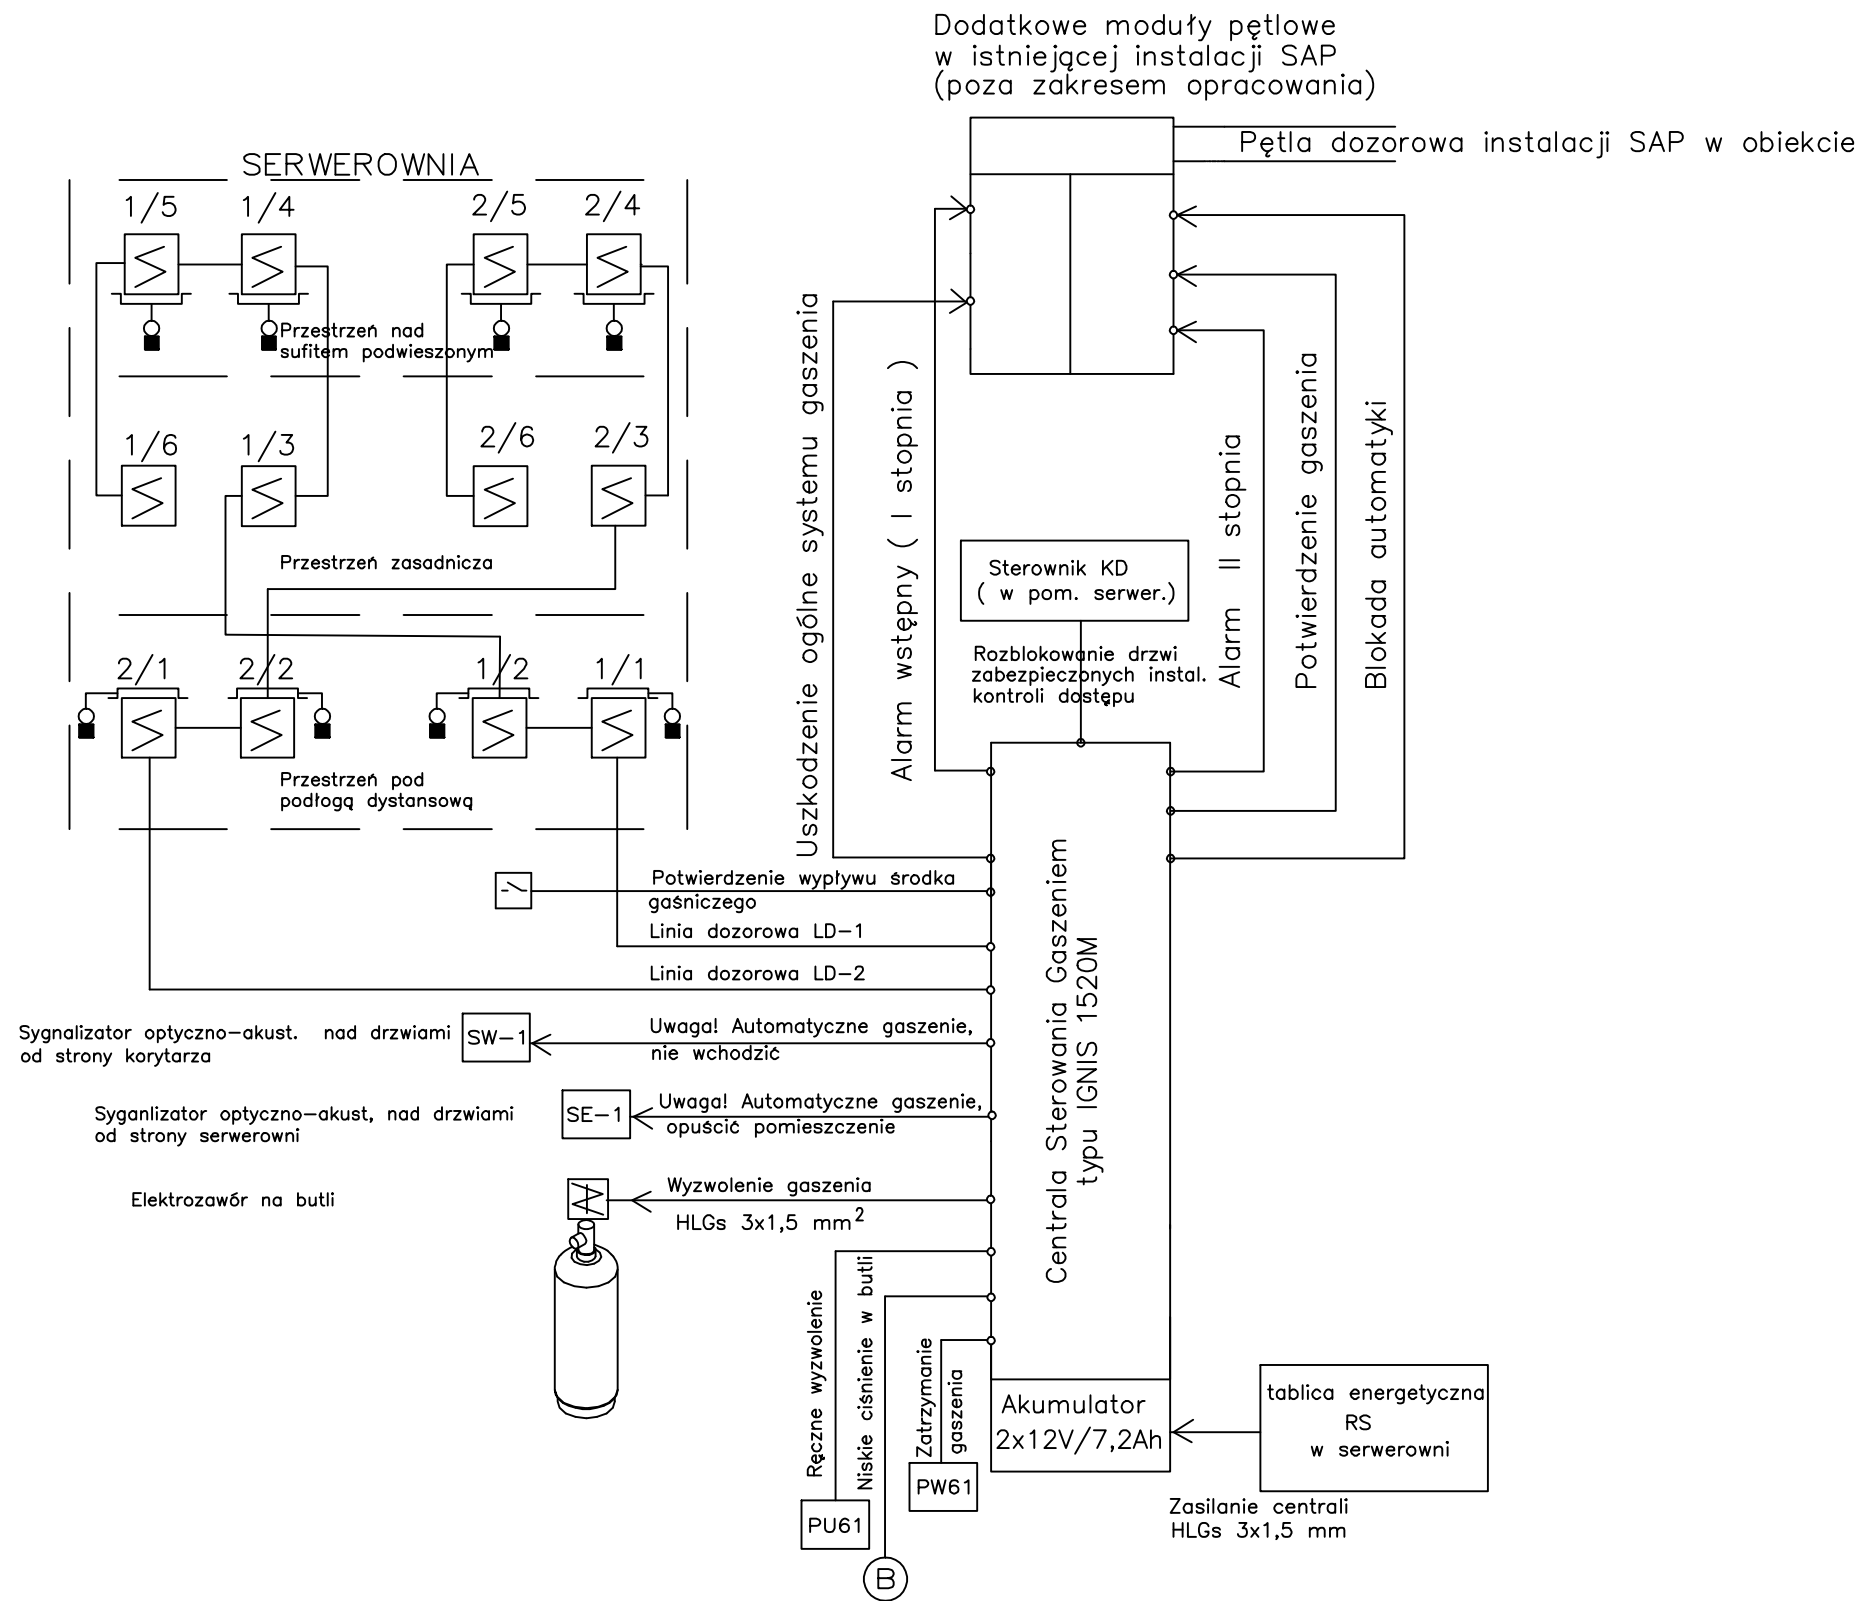 Dodatkowe moduły pętlowe
w istniejącej instalacji SAP
(poza zakresem opracowania)
Pętla dozorowa instalacji SAP w obiekcie
SERWEROWNIA
1/5
1/4
2/5
2/4
Przestrzeń nad
sufitem podwieszonym
1/6
1/3
2/6
2/3
Przestrzeń zasadnicza
2/1
2/2
1/2
1/1
Przestrzeń pod
podłogą dystansową
Uszkodzenie ogólne systemu gaszenia
Alarm wstępny ( I stopnia )
Alarm II stopnia
Potwierdzenie gaszenia
Blokada automatyki
Sterownik KD
( w pom. serwer.)
Rozblokowanie drzwi
zabezpieczonych instal.
kontroli dostępu
Potwierdzenie wypływu środka
gaśniczego
Linia dozorowa LD-1
Linia dozorowa LD-2
Sygnalizator optyczno-akust. nad drzwiami
od strony korytarza
SW-1
Uwaga! Automatyczne gaszenie,
nie wchodzić
Syganlizator optyczno-akust, nad drzwiami
od strony serwerowni
SE-1
Uwaga! Automatyczne gaszenie,
opuścić pomieszczenie
Elektrozawór na butli
Wyzwolenie gaszenia
HLGs 3x1,5 mm²
Centrala Sterowania Gaszeniem
typu IGNIS 1520M
Ręczne wyzwolenie
Niskie ciśnienie w butli
Zatrzymanie
gaszenia
PU61
B
PW61
Akumulator
2x12V/7,2Ah
tablica energetyczna
RS
w serwerowni
Zasilanie centrali
HLGs 3x1,5 mm